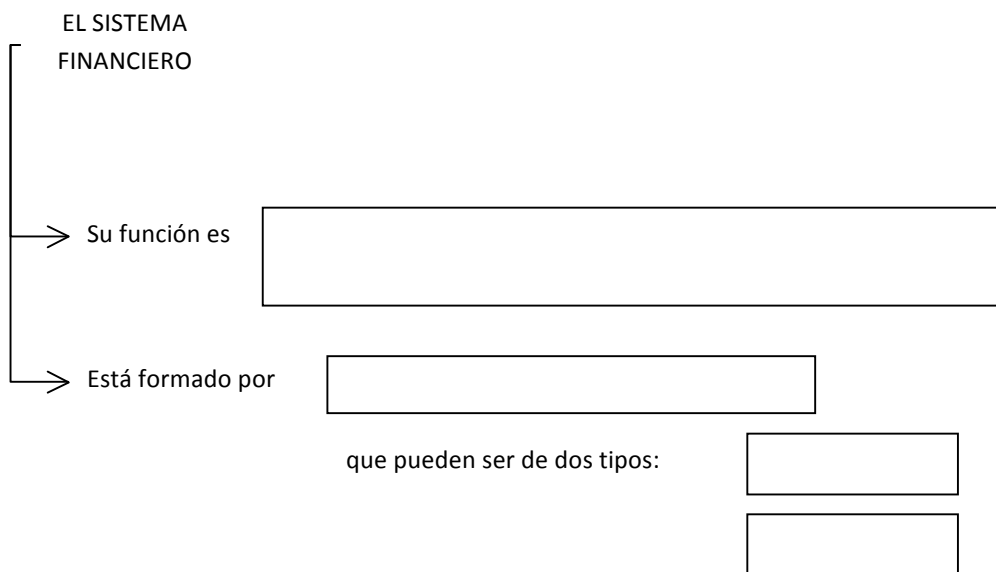 EL SISTEMA
FINANCIERO
Su función es
Está formado por
que pueden ser de dos tipos: